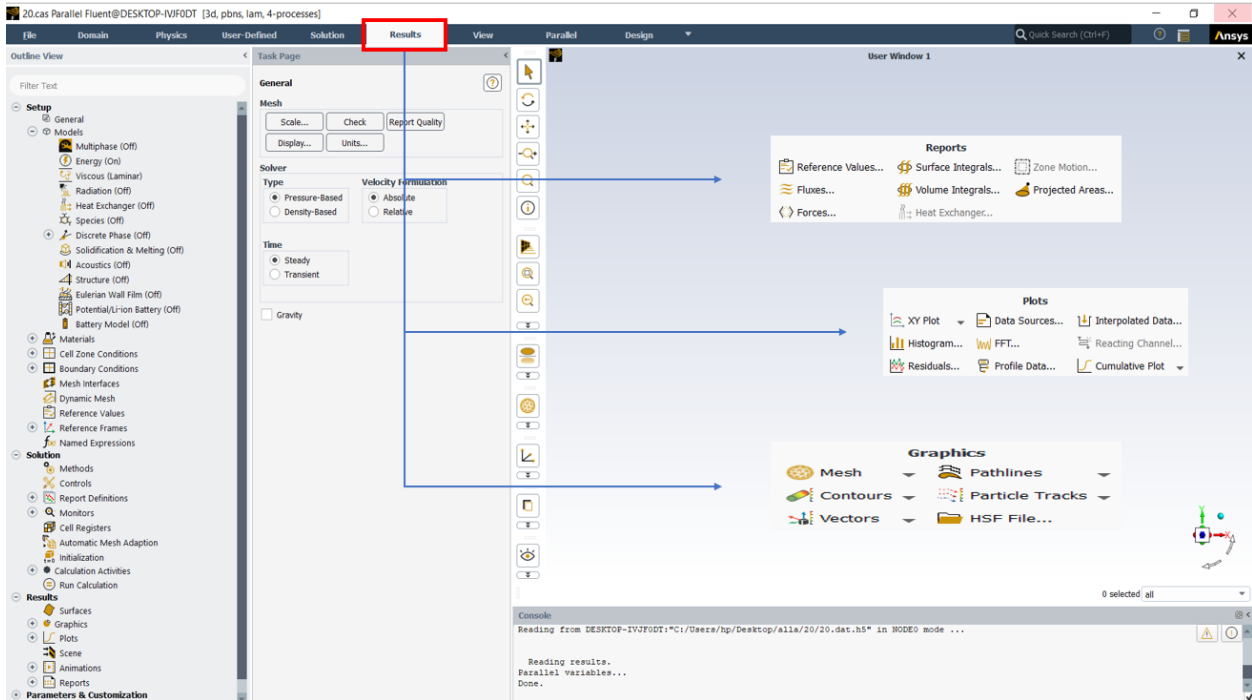 20.cas Parallel Fluent@DESKTOP-IVJF0DT [3d, pbns, lam, 4-processes]
File Domain Physics User-Defined Solution Results View Parallel Design Quick Search (Ctrl+F) Ansys
Outline View
Filter Text
Setup
General
Models
Multiphase (Off)
Energy (On)
Viscous (Laminar)
Radiation (Off)
Heat Exchanger (Off)
Species (Off)
Discrete Phase (Off)
Solidification & Melting (Off)
Acoustics (Off)
Structure (Off)
Eulerian Wall Film (Off)
Potential/Li-ion Battery (Off)
Battery Model (Off)
Materials
Cell Zone Conditions
Boundary Conditions
Mesh Interfaces
Dynamic Mesh
Reference Values
Reference Frames
Named Expressions
Solution
Methods
Controls
Report Definitions
Monitors
Cell Registers
Automatic Mesh Adaption
Initialization
Calculation Activities
Run Calculation
Results
Surfaces
Graphics
Plots
Scene
Animations
Reports
Parameters & Customization
Task Page
General
Mesh
Scale... Check Report Quality
Display... Units...
Solver
Type Velocity Formulation
Pressure-Based Absolute
Density-Based Relative
Time
Steady
Transient
Gravity
User Window 1
Reports
Reference Values... Surface Integrals... Zone Motion...
Fluxes... Volume Integrals... Projected Areas...
Forces... Heat Exchanger...
Plots
XY Plot Data Sources... Interpolated Data...
Histogram... FFT... Reacting Channel...
Residuals... Profile Data... Cumulative Plot
Graphics
Mesh Pathlines
Contours Particle Tracks
Vectors HSF File...
0 selected all
Console
Reading from DESKTOP-IVJF0DT:"C:/Users/hp/Desktop/alla/20/20.dat.h5" in NODE0 mode ...
Reading results.
Parallel variables...
Done.